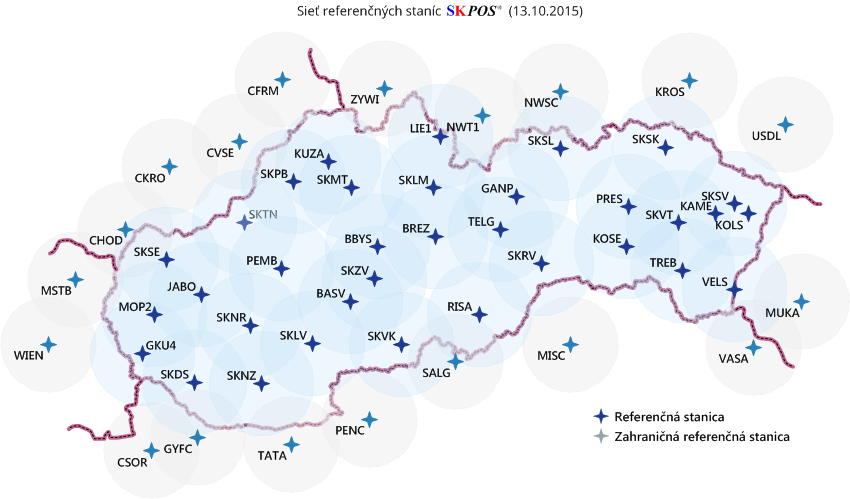 Sieť referenčných staníc SKPOS® (13.10.2015)
CFRM
ZYWI
NWSC
KROS
LIE1
NWT1
USDL
CVSE
KUZA
SKSL
SKSK
CKRO
SKPB
SKMT
SKLM
GANP
PRES
SKSV
KAME
SKTN
SKVT
KOLS
CHOD
TELG
BREZ
BBYS
KOSE
SKSE
PEMB
SKRV
TREB
SKZV
MSTB
JABO
VELS
BASV
MOP2
RISA
MUKA
SKNR
SKLV
SKVK
GKU4
WIEN
MISC
VASA
SALG
SKDS
SKNZ
Referenčná stanica
PENC
Zahraničná referenčná stanica
GYFC
TATA
CSOR